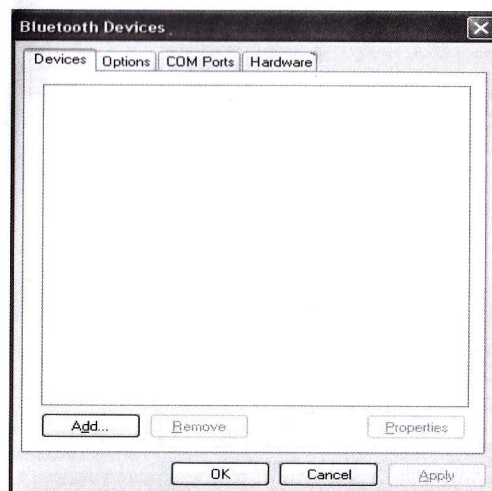 Bluetooth Devices
Devices Options COM Ports Hardware
Add... Remove Properties
OK Cancel Apply